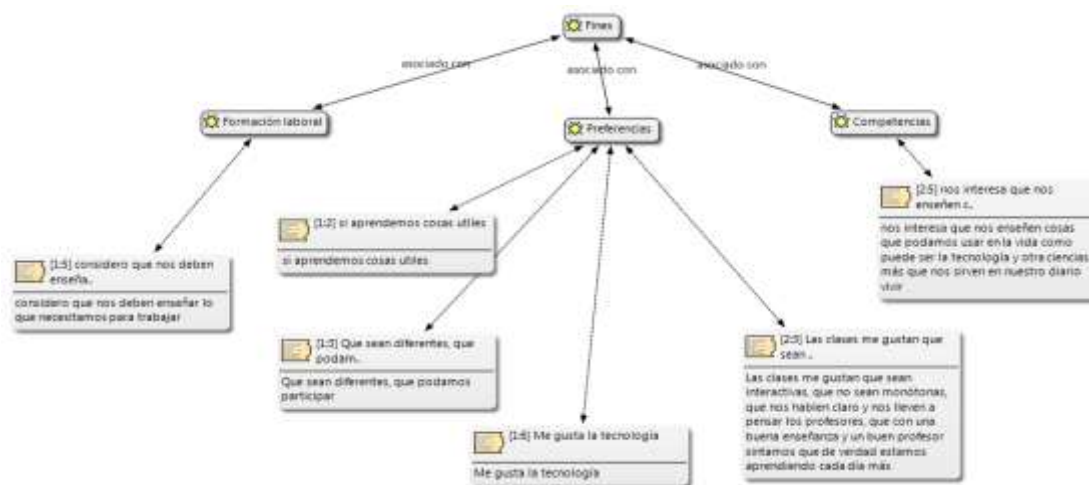 Fines
asociado con
asociado con
asociado con
Formación laboral
Preferencias
Competencias
[2:5] nos interesa que nos
enseñen c..
nos interesa que nos enseñen cosas
que podamos usar en la vida como
puede ser la tecnología y otra ciencias
más que nos sirven en nuestro diario
vivir
[1:2] si aprendemos cosas utiles
si aprendemos cosas utiles
[1:5] considero que nos deben
enseña..
considero que nos deben enseñar lo
que necesitamos para trabajar
[1:3] Que sean diferentes, que
podam..
Que sean diferentes, que podamos
participar
[2:3] Las clases me gustan que
sean ..
Las clases me gustan que sean
interactivas, que no sean monótonas,
que nos hablen claro y nos lleven a
pensar los profesores, que con una
buena enseñanza y un buen profesor
sintamos que de verdad estamos
aprendiendo cada día más
[1:6] Me gusta la tecnología
Me gusta la tecnología